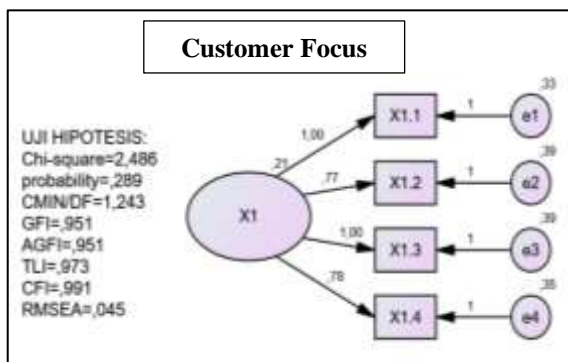 Customer Focus
UJI HIPOTESIS:
Chi-square=2,486
probability=,289
CMIN/DF=1,243
GFI=,951
AGFI=,951
TLI=,973
CFI=,991
RMSEA=,045
X1
,21
1,00
,77
1,00
,78
X1.1
1
e1
,33
X1.2
1
e2
,39
X1.3
1
e3
,39
X1.4
1
e4
,35